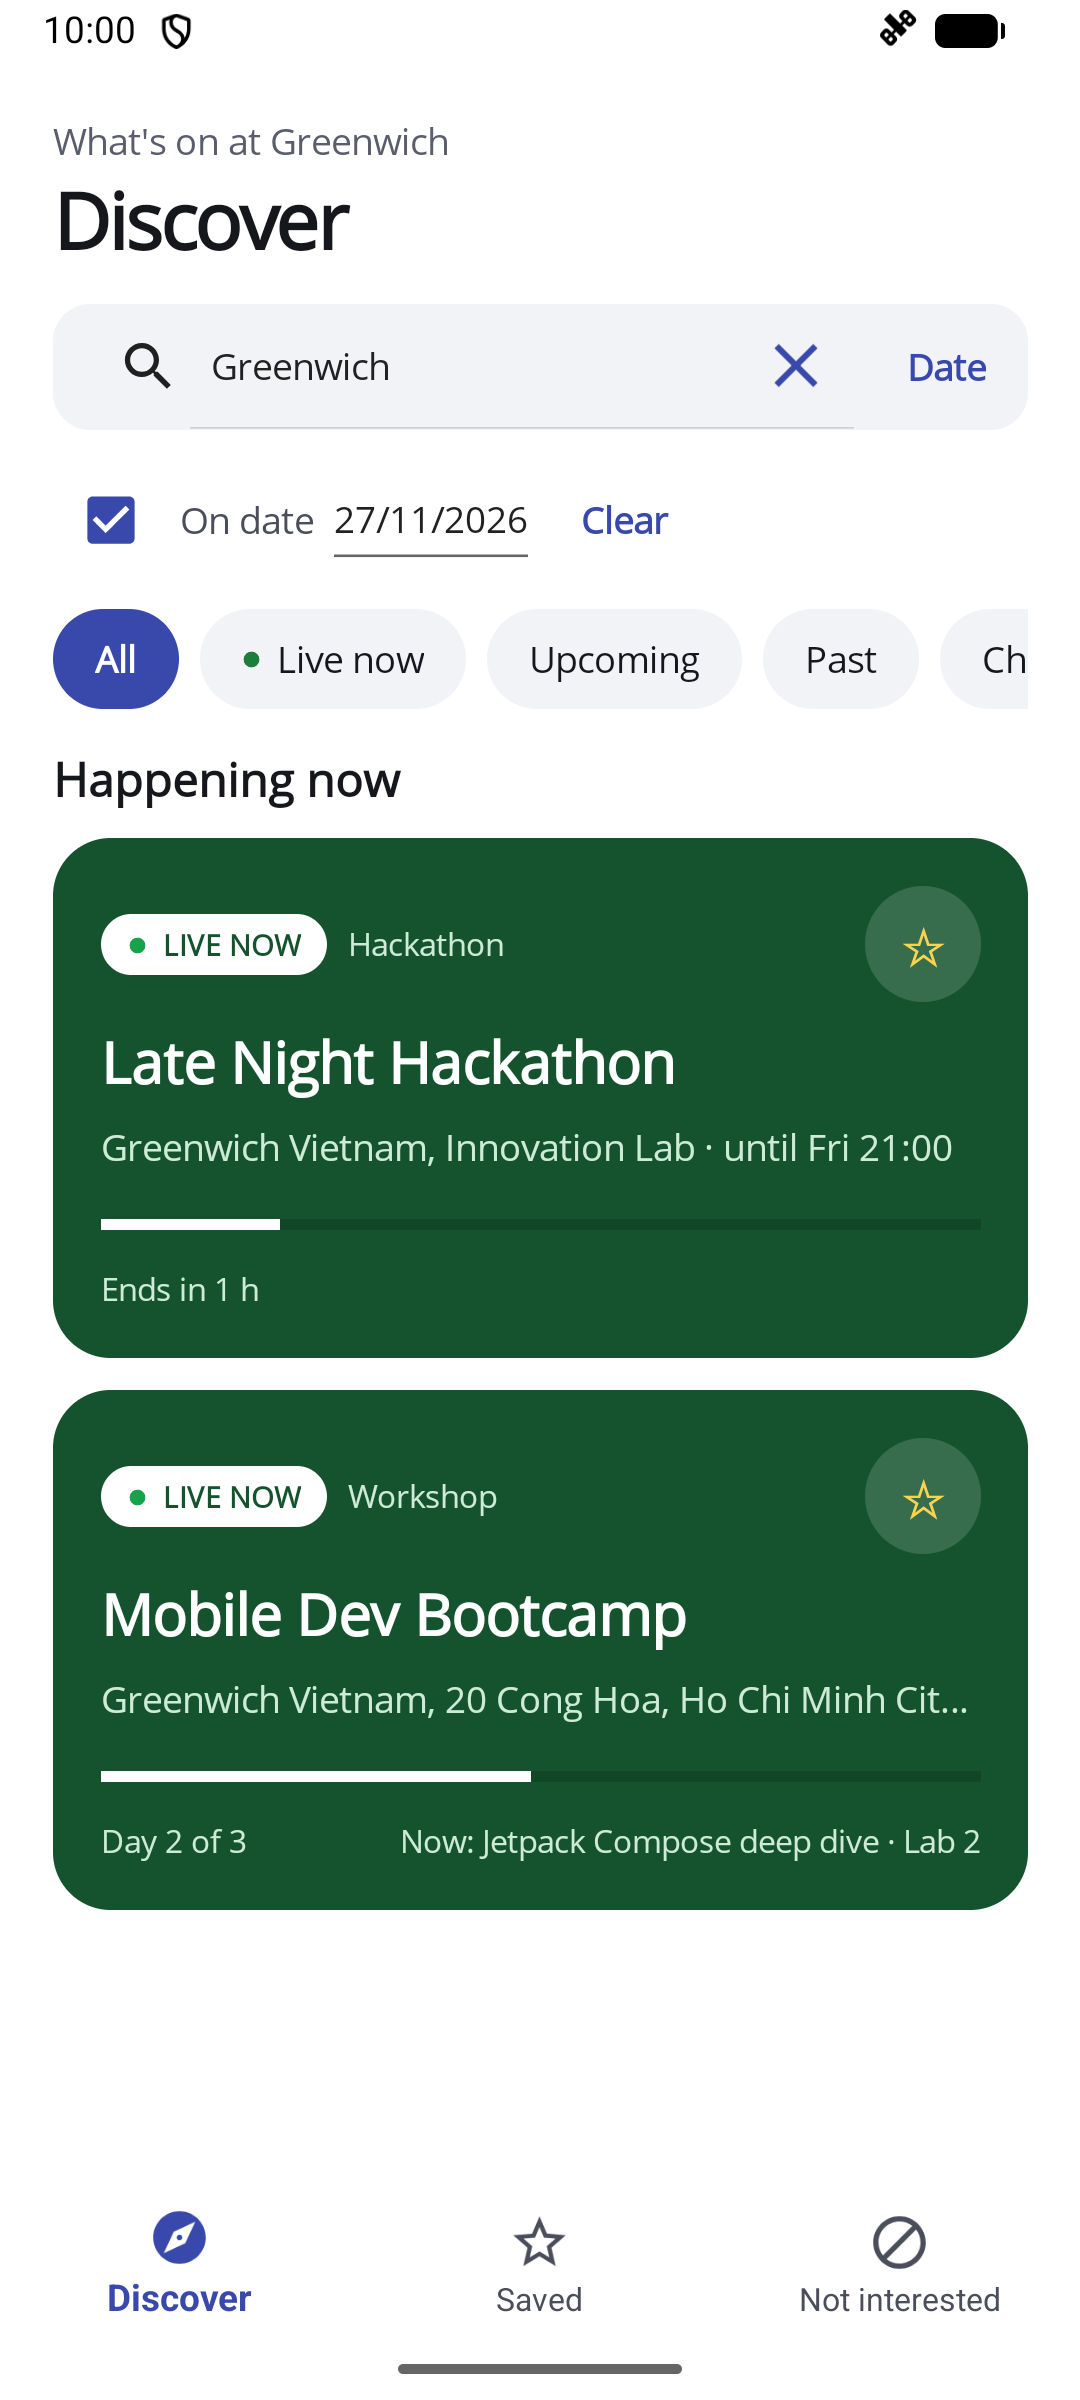 10:00
What's on at Greenwich
Discover
Greenwich
Date
On date 27/11/2026 Clear
All
Live now
Upcoming
Past
Ch
Happening now
LIVE NOW Hackathon
Late Night Hackathon
Greenwich Vietnam, Innovation Lab · until Fri 21:00
Ends in 1 h
LIVE NOW Workshop
Mobile Dev Bootcamp
Greenwich Vietnam, 20 Cong Hoa, Ho Chi Minh Cit...
Day 2 of 3
Now: Jetpack Compose deep dive · Lab 2
Discover
Saved
Not interested